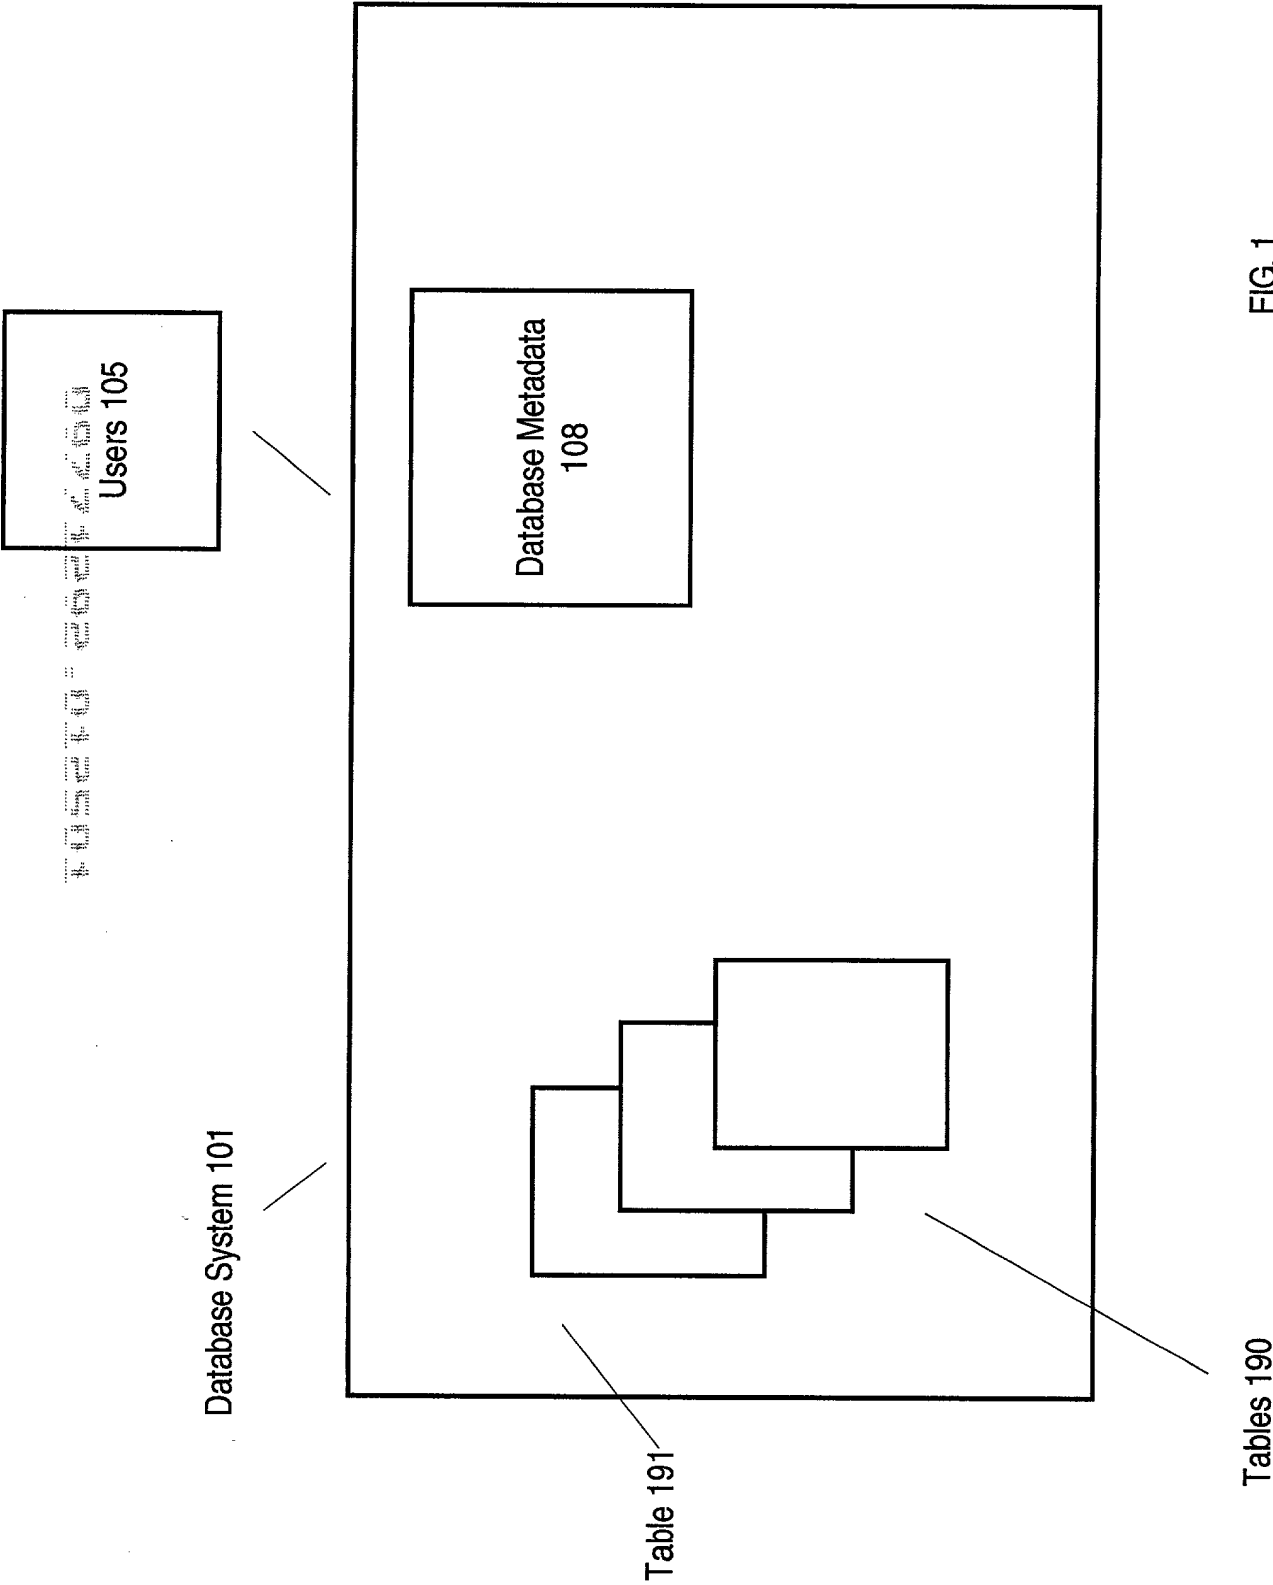 Users 105
Database System 101
Database Metadata
108
Table 191
Tables 190
FIG. 1